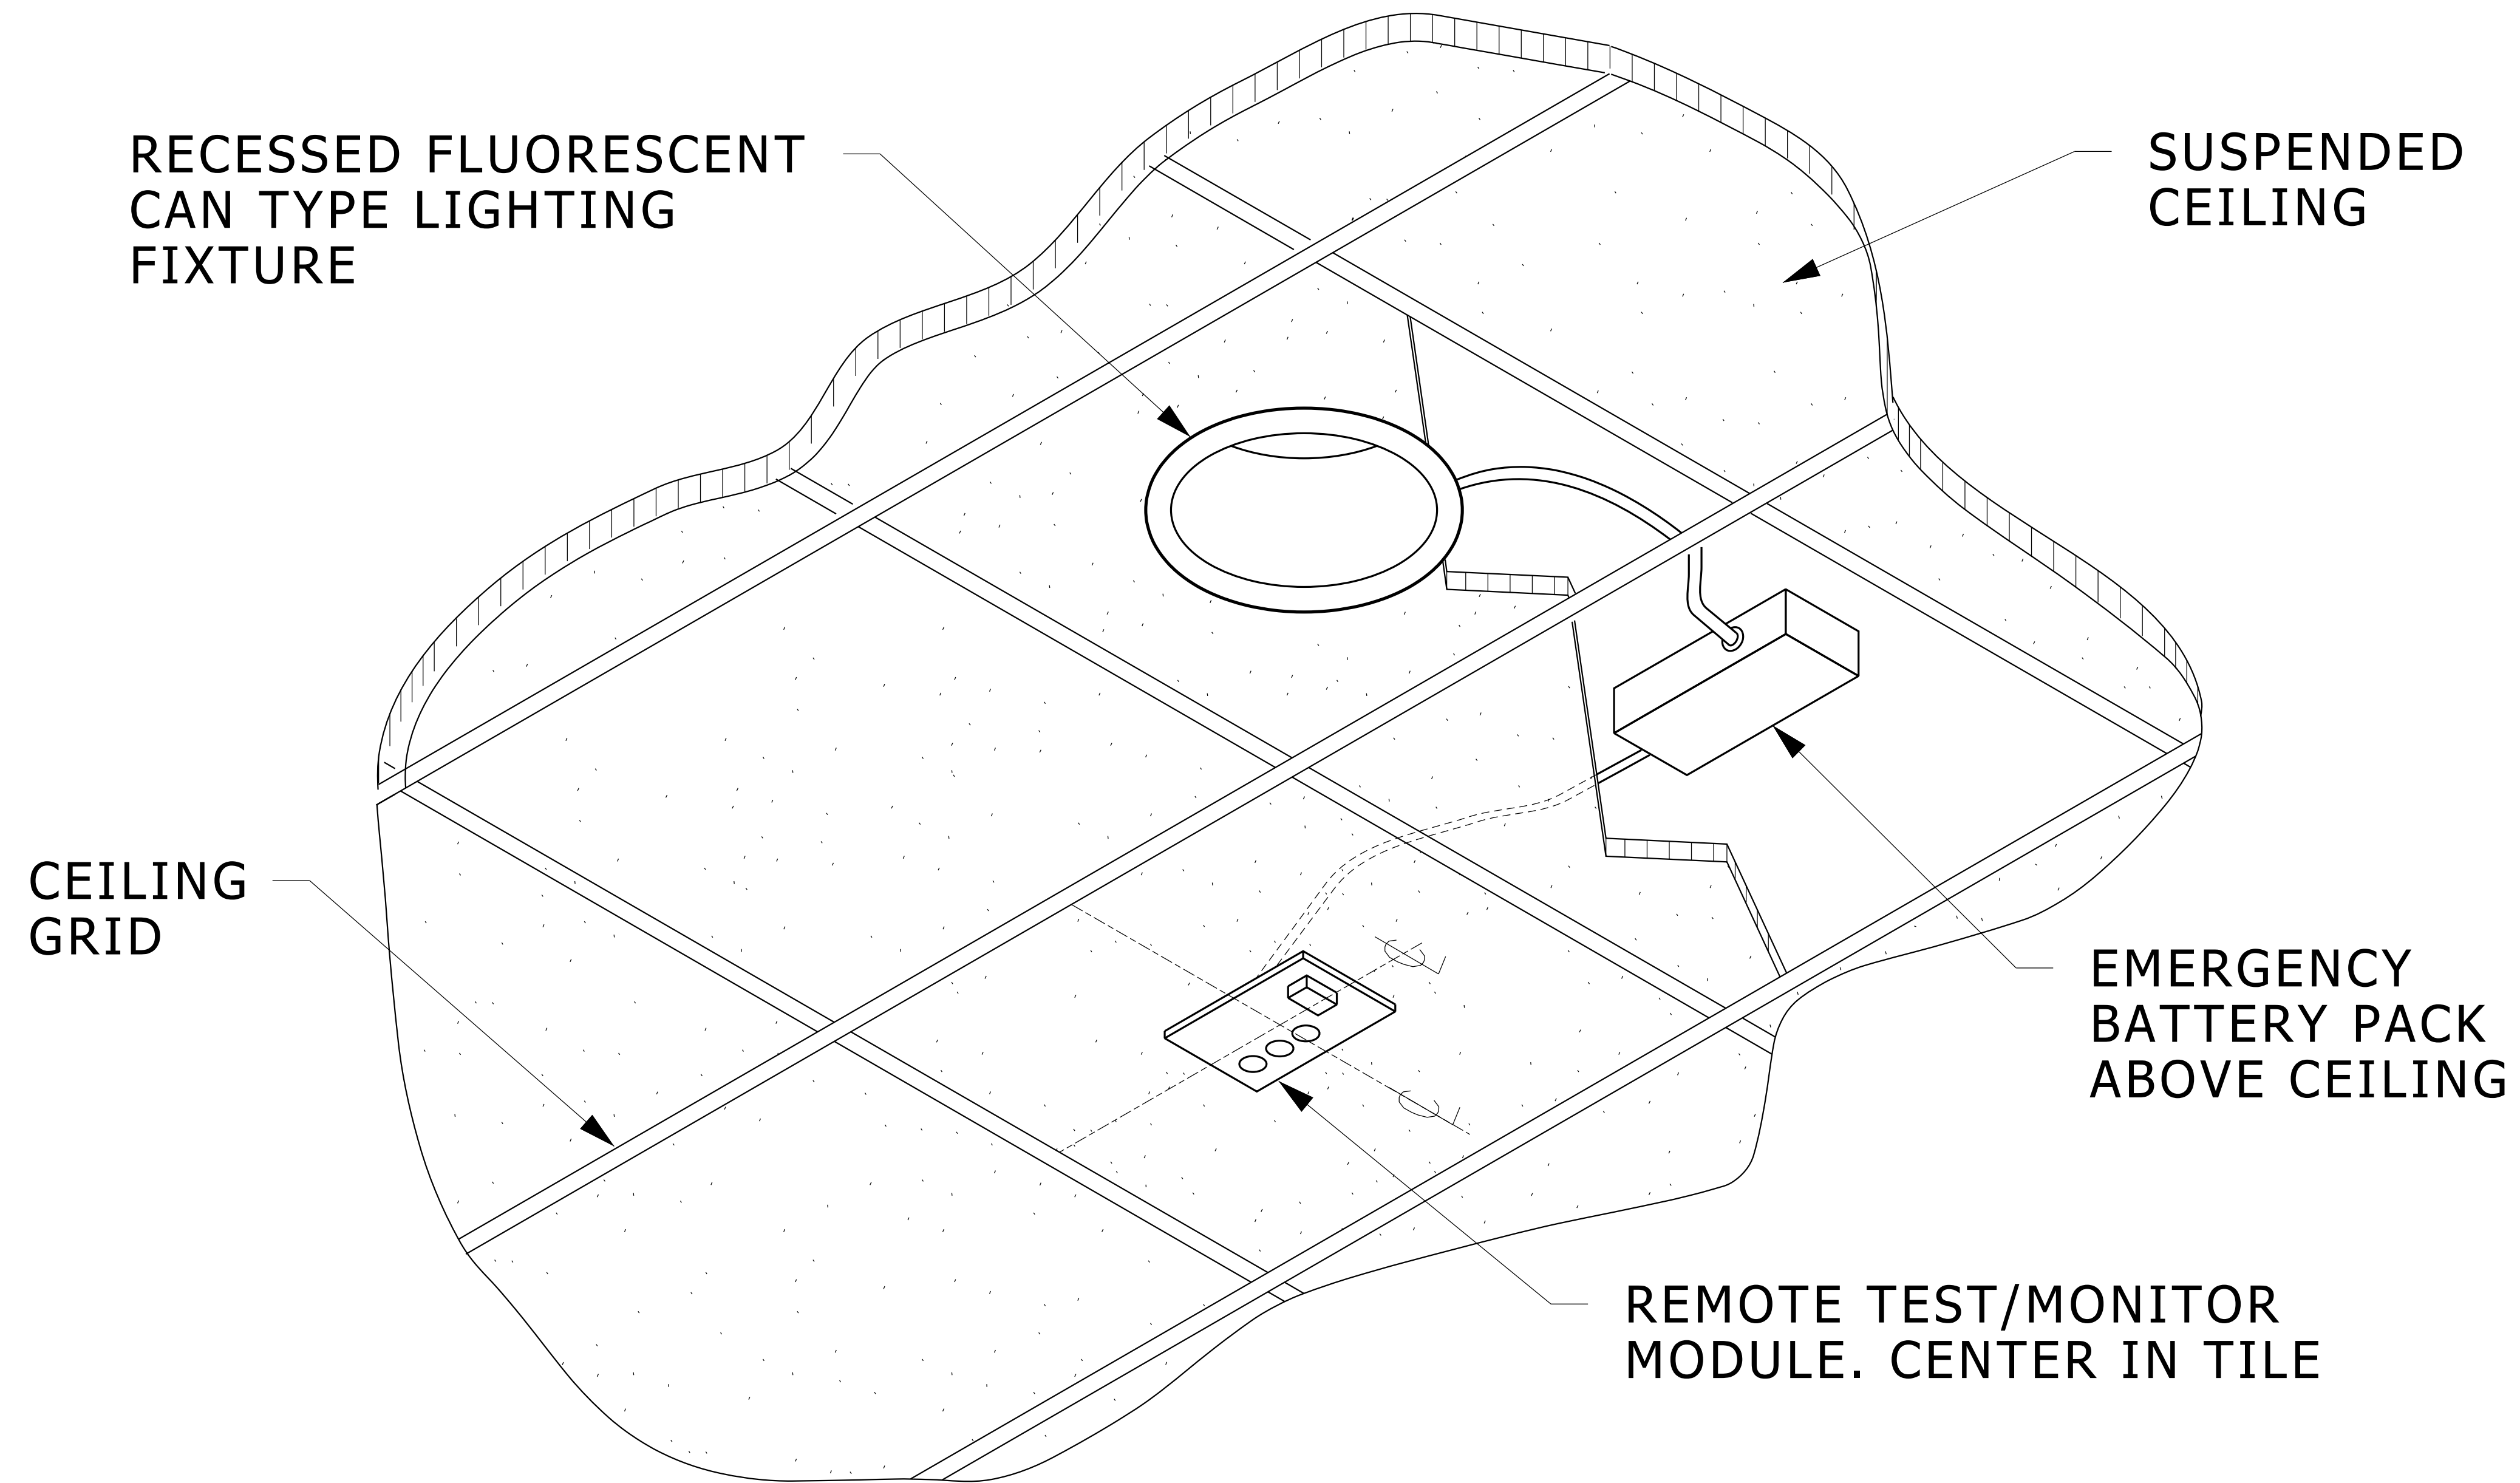 RECESSED FLUORESCENT
CAN TYPE LIGHTING
FIXTURE
SUSPENDED
CEILING
CEILING
GRID
EMERGENCY
BATTERY PACK
ABOVE CEILING
REMOTE TEST/MONITOR
MODULE. CENTER IN TILE